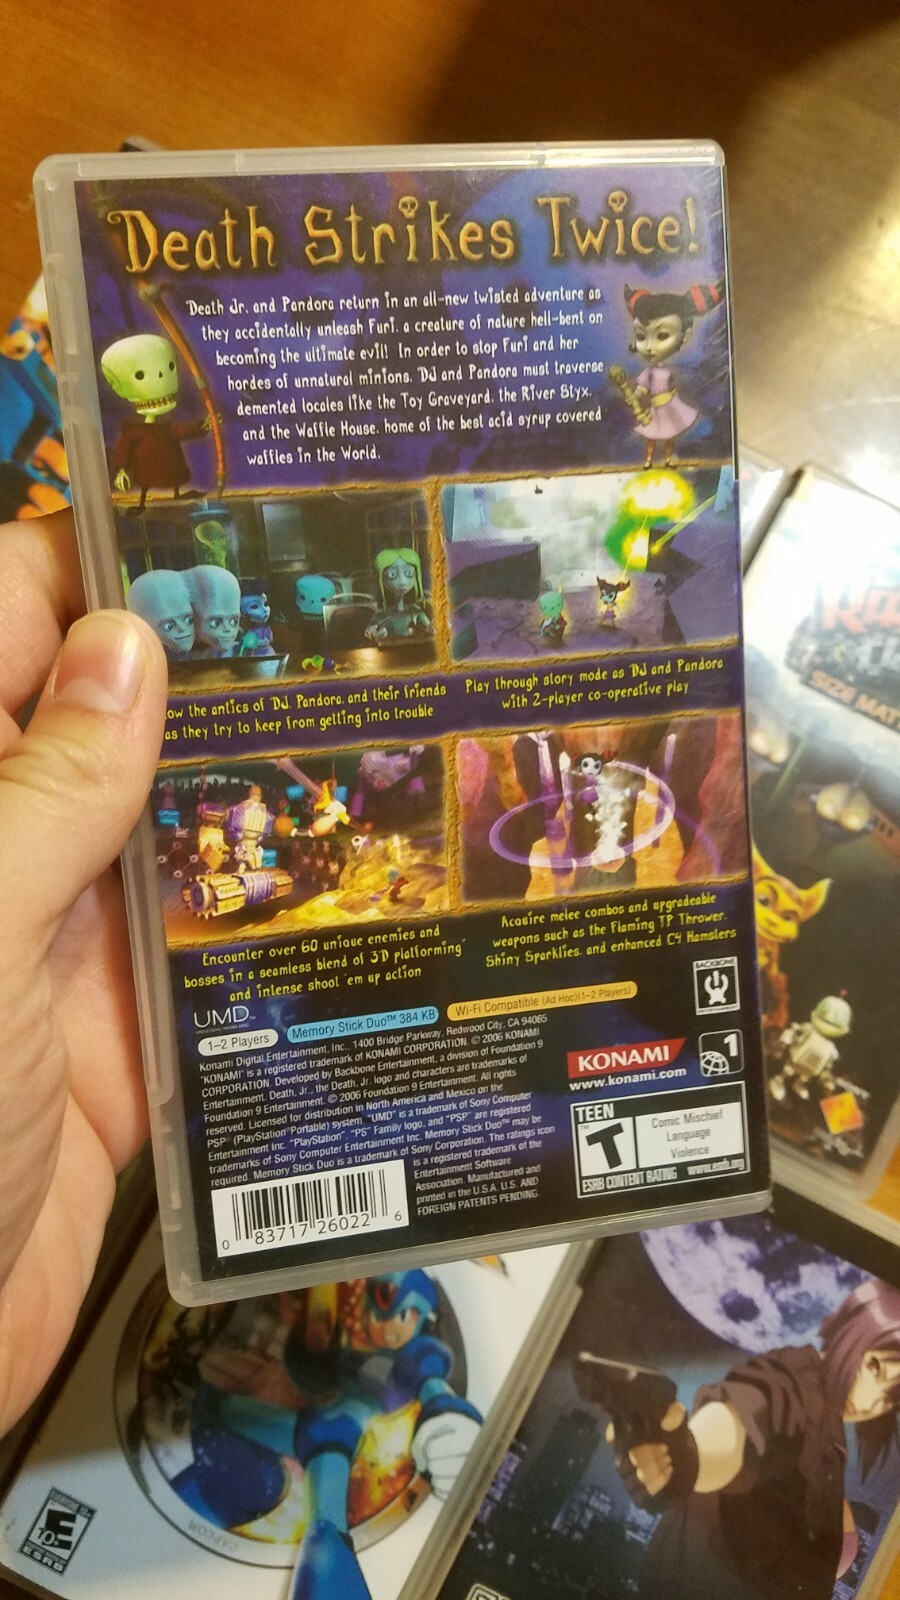 Death Strikes Twice!
Death Jr. and Pandora return in an all-new twisted adventure as
they accidentally unleash Furi, a creature of nature hell-bent on
becoming the ultimate evil! In order to stop Furi and her
hordes of unnatural minions, DJ and Pandora must traverse
demented locales like the Toy Graveyard, the River Styx,
and the Waffle House, home of the best acid syrup covered
waffles in the World.
ow the antics of DJ, Pandora, and their friends
as they try to keep from getting into trouble
Play through story mode as DJ and Pandora
with 2-player co-operative play
Encounter over 60 unique enemies and
bosses in a seamless blend of 3D platforming
and intense shoot 'em up action
Acquire melee combos and upgradeable
weapons such as the Flaming TP Thrower,
Shiny Sparklies, and enhanced C4 Hamsters
BACKBONE
UMD™
1-2 Players
Memory Stick Duo™ 384 KB
Wi-Fi Compatible (Ad Hoc)(1-2 Players)
Konami Digital Entertainment, Inc., 1400 Bridge Parkway, Redwood City, CA 94065
"KONAMI" is a registered trademark of KONAMI CORPORATION. © 2006 KONAMI
CORPORATION. Developed by Backbone Entertainment, a division of Foundation 9
Entertainment. Death, Jr., the Death, Jr. logo and characters are trademarks of
Foundation 9 Entertainment. © 2006 Foundation 9 Entertainment. All rights
reserved. Licensed for distribution in North America and Mexico on the
PSP® (PlayStation®Portable) system. "UMD" is a trademark of Sony Computer
Entertainment Inc. "PlayStation", "PS" Family logo, and "PSP" are registered
trademarks of Sony Computer Entertainment Inc. Memory Stick Duo™ may be
required. Memory Stick Duo is a trademark of Sony Corporation. The ratings icon
is a registered trademark of the
Entertainment Software
Association. Manufactured and
printed in the U.S.A. U.S. AND
FOREIGN PATENTS PENDING.
KONAMI
www.konami.com
1
TEEN
T
Comic Mischief
Language
Violence
ESRB CONTENT RATING www.esrb.org
0 83717 26022 6
SIZE MAT
E
10+
ESRB
CAPCOM